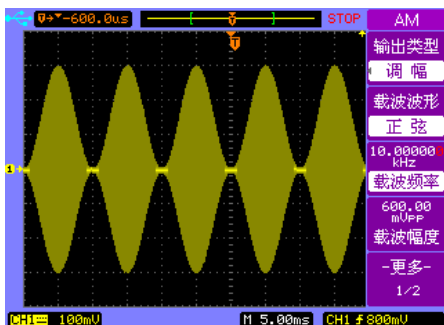 -600.0us STOP AM
输出类型
调 幅
载波波形
正 弦
10.000000
kHz
载波频率
600.00
mVPP
载波幅度
-更多-
1/2
1
CH1 100mV M 5.00ms CH1 800mV